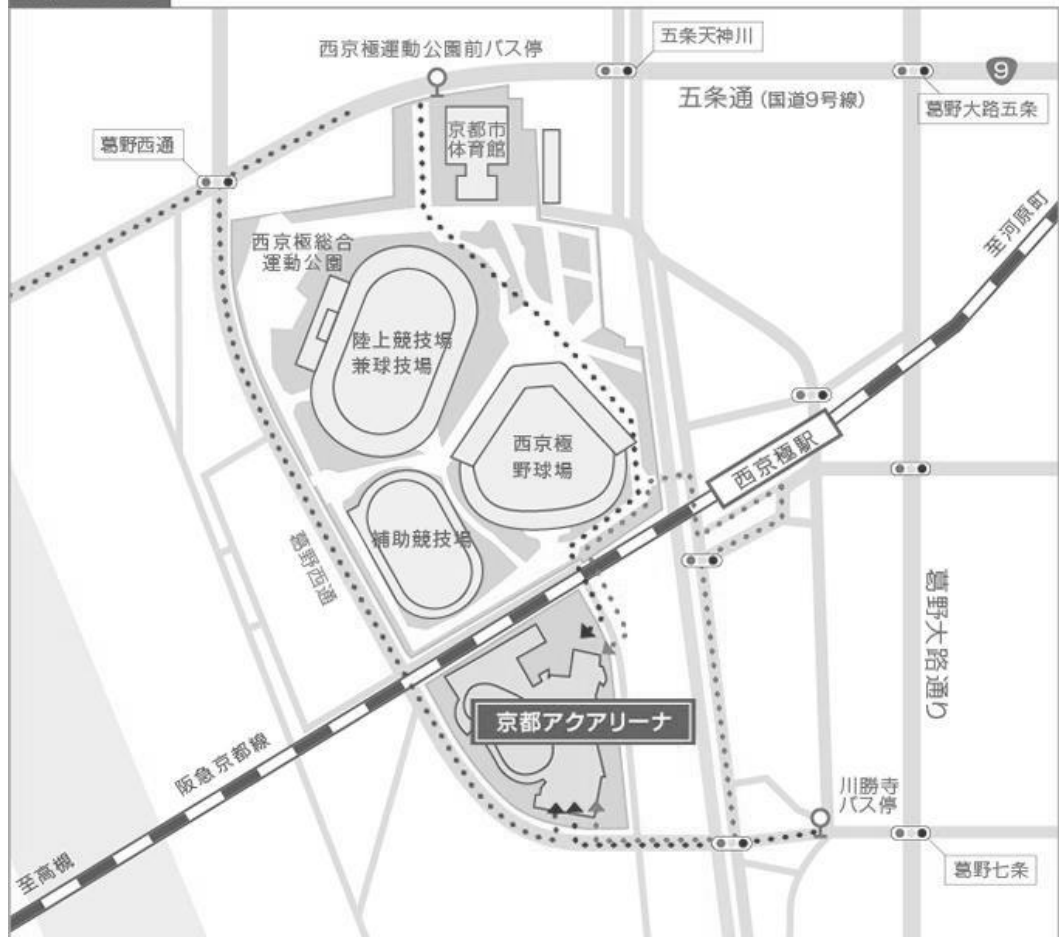 西京極運動公園前バス停
五条天神川
9
五条通（国道9号線）
葛野大路五条
葛野西通
京都市
体育館
至河原町
西京極総合
運動公園
陸上競技場
兼球技場
西京極
野球場
西京極駅
補助競技場
葛野西通
葛野大路通り
京都アクアリーナ
阪急京都線
川勝寺
バス停
至高槻
葛野七条